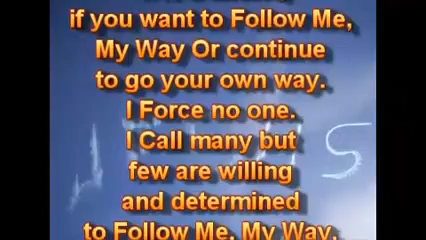 if you want to Follow Me,
My Way Or continue
to go your own way.
I Force no one.
I Call many but
few are willing
and determined
to Follow Me, My Way,